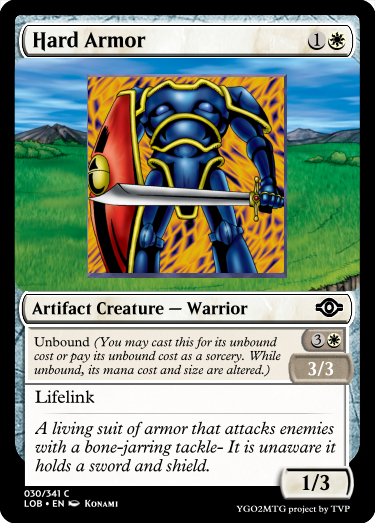 Hard Armor 1
Artifact Creature — Warrior
Unbound (You may cast this for its unbound 3
cost or pay its unbound cost as a sorcery. While
unbound, its mana cost and size are altered.) 3/3
Lifelink
A living suit of armor that attacks enemies
with a bone-jarring tackle- It is unaware it
holds a sword and shield.
1/3
030/341 C
LOB • EN Konami
YGO2MTG project by TVP